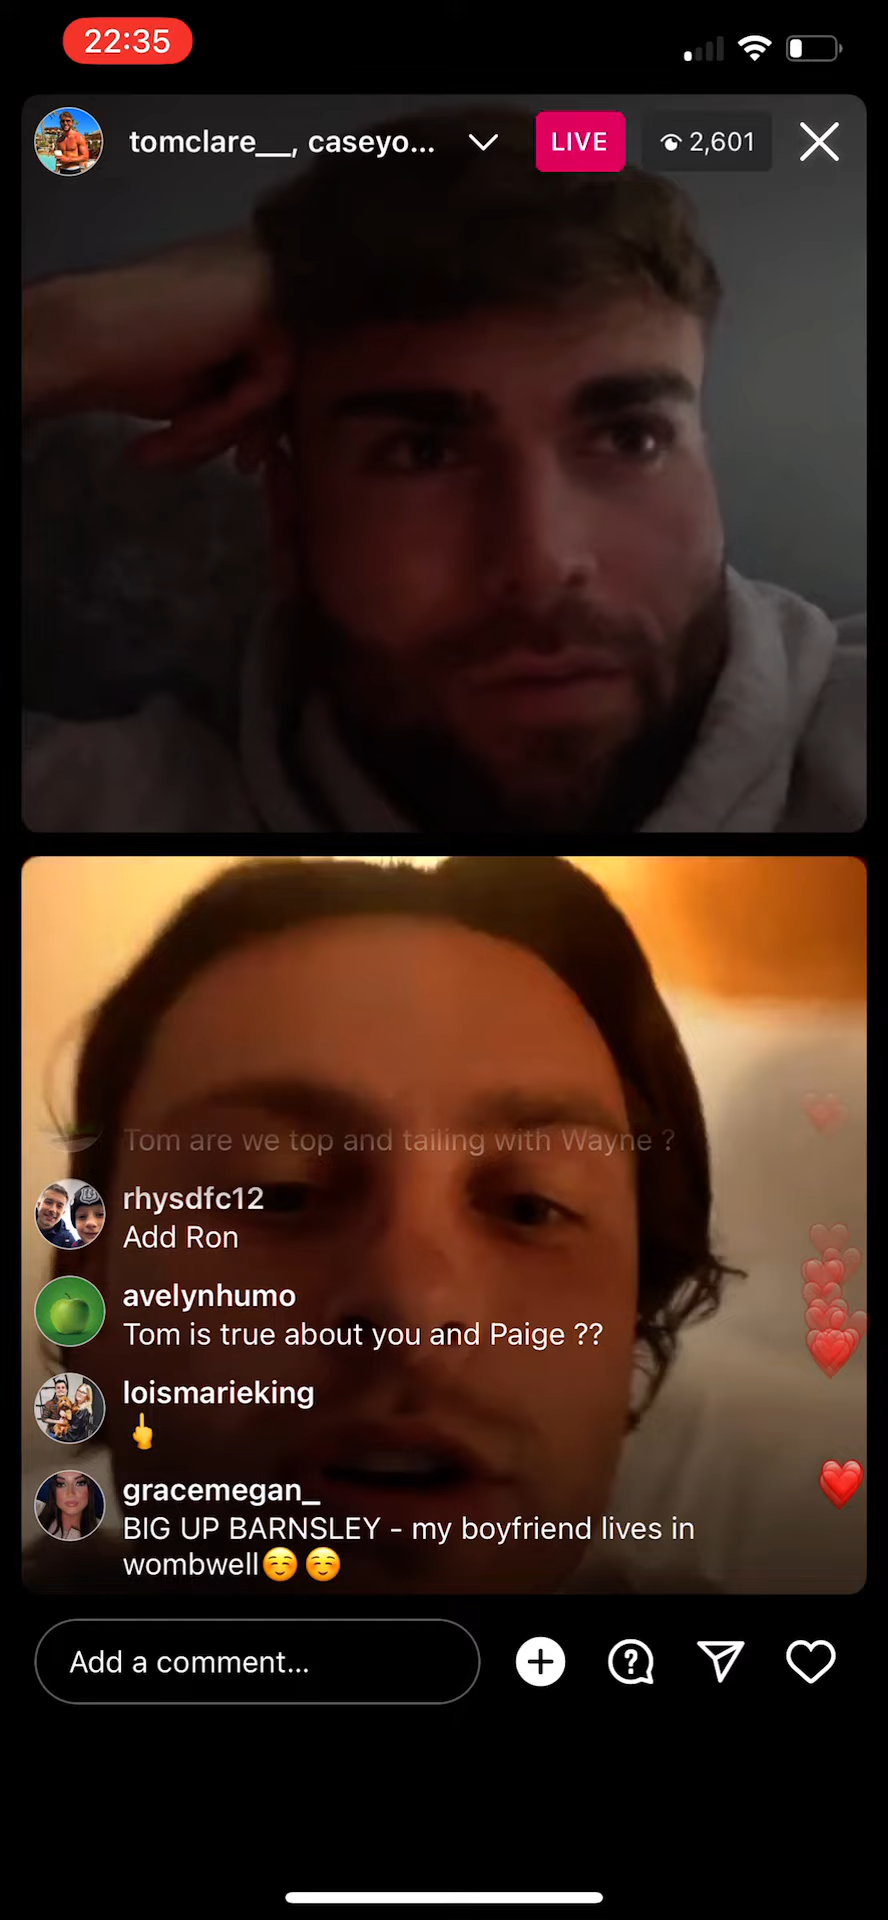 22:35
tomclare__, caseyo...
LIVE
2,601
Tom are we top and tailing with Wayne ?
rhysdfc12
Add Ron
avelynhumo
Tom is true about you and Paige ??
loismarieking
🖕
gracemegan_
BIG UP BARNSLEY - my boyfriend lives in
wombwell☺️ ☺️
Add a comment...